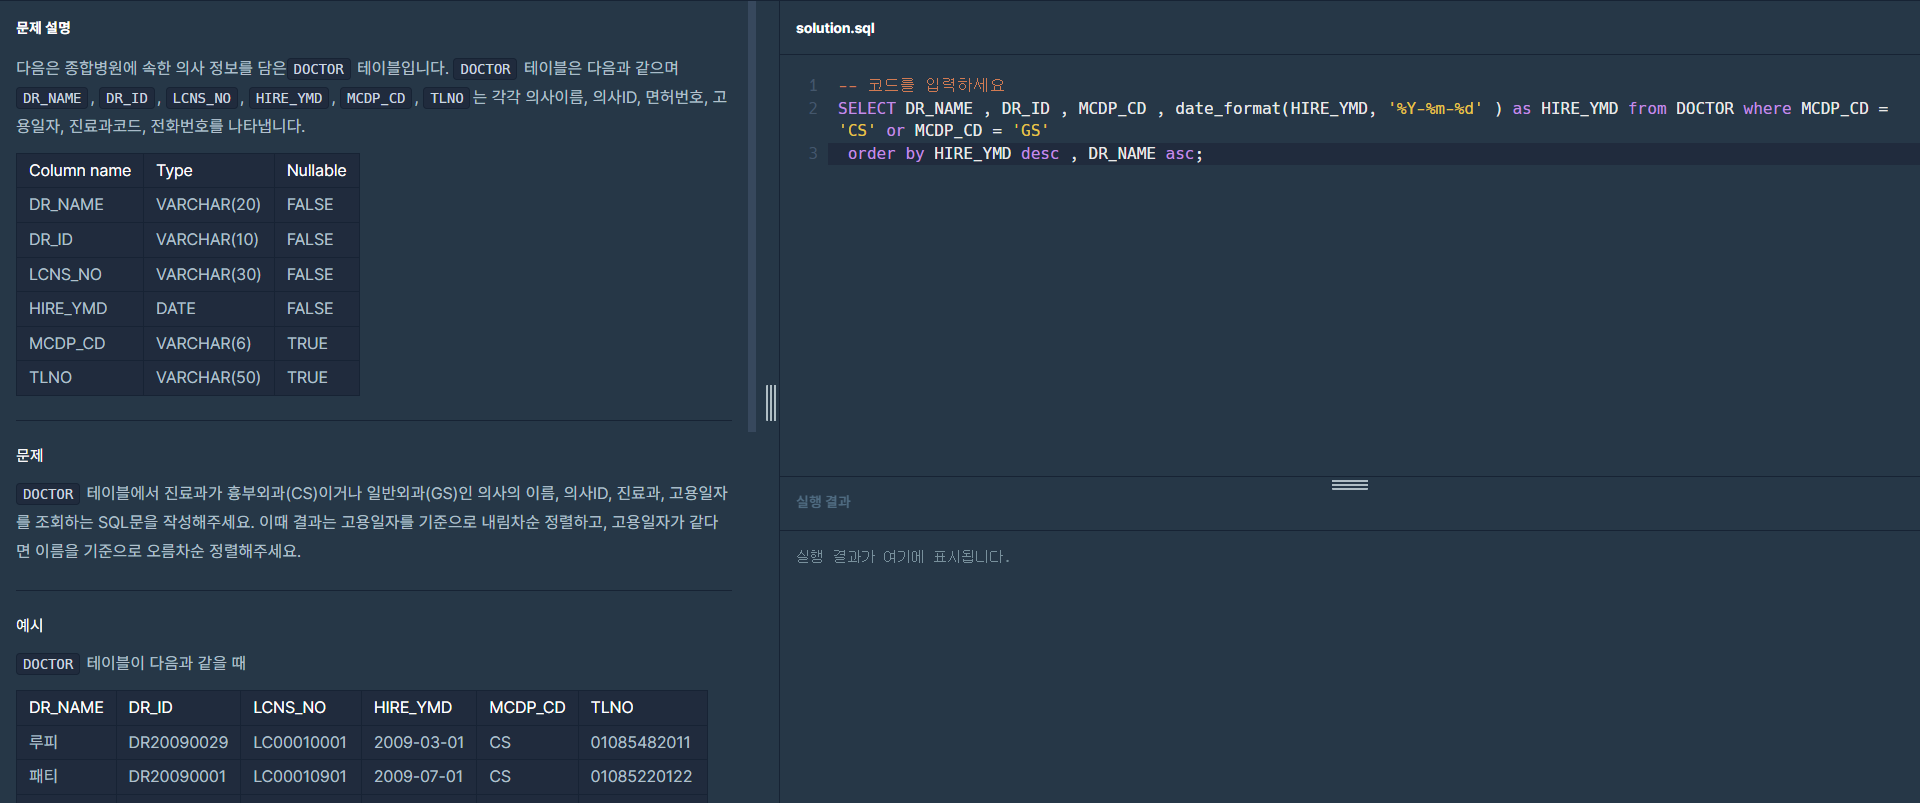 문제 설명
다음은 종합병원에 속한 의사 정보를 담은 DOCTOR 테이블입니다. DOCTOR 테이블은 다음과 같으며
DR_NAME, DR_ID, LCNS_NO, HIRE_YMD, MCDP_CD, TLNO는 각각 의사이름, 의사ID, 면허번호, 고
용일자, 진료과코드, 전화번호를 나타냅니다.
Column name Type Nullable
DR_NAME VARCHAR(20) FALSE
DR_ID VARCHAR(10) FALSE
LCNS_NO VARCHAR(30) FALSE
HIRE_YMD DATE FALSE
MCDP_CD VARCHAR(6) TRUE
TLNO VARCHAR(50) TRUE
문제
DOCTOR 테이블에서 진료과가 흉부외과(CS)이거나 일반외과(GS)인 의사의 이름, 의사ID, 진료과, 고용일자
를 조회하는 SQL문을 작성해주세요. 이때 결과는 고용일자를 기준으로 내림차순 정렬하고, 고용일자가 같다
면 이름을 기준으로 오름차순 정렬해주세요.
예시
DOCTOR 테이블이 다음과 같을 때
DR_NAME DR_ID LCNS_NO HIRE_YMD MCDP_CD TLNO
루피 DR20090029 LC00010001 2009-03-01 CS 01085482011
패티 DR20090001 LC00010901 2009-07-01 CS 01085220122
solution.sql
1 -- 코드를 입력하세요
2 SELECT DR_NAME , DR_ID , MCDP_CD , date_format(HIRE_YMD, '%Y-%m-%d' ) as HIRE_YMD from DOCTOR where MCDP_CD =
'CS' or MCDP_CD = 'GS'
3 order by HIRE_YMD desc , DR_NAME asc;
실행 결과
실행 결과가 여기에 표시됩니다.